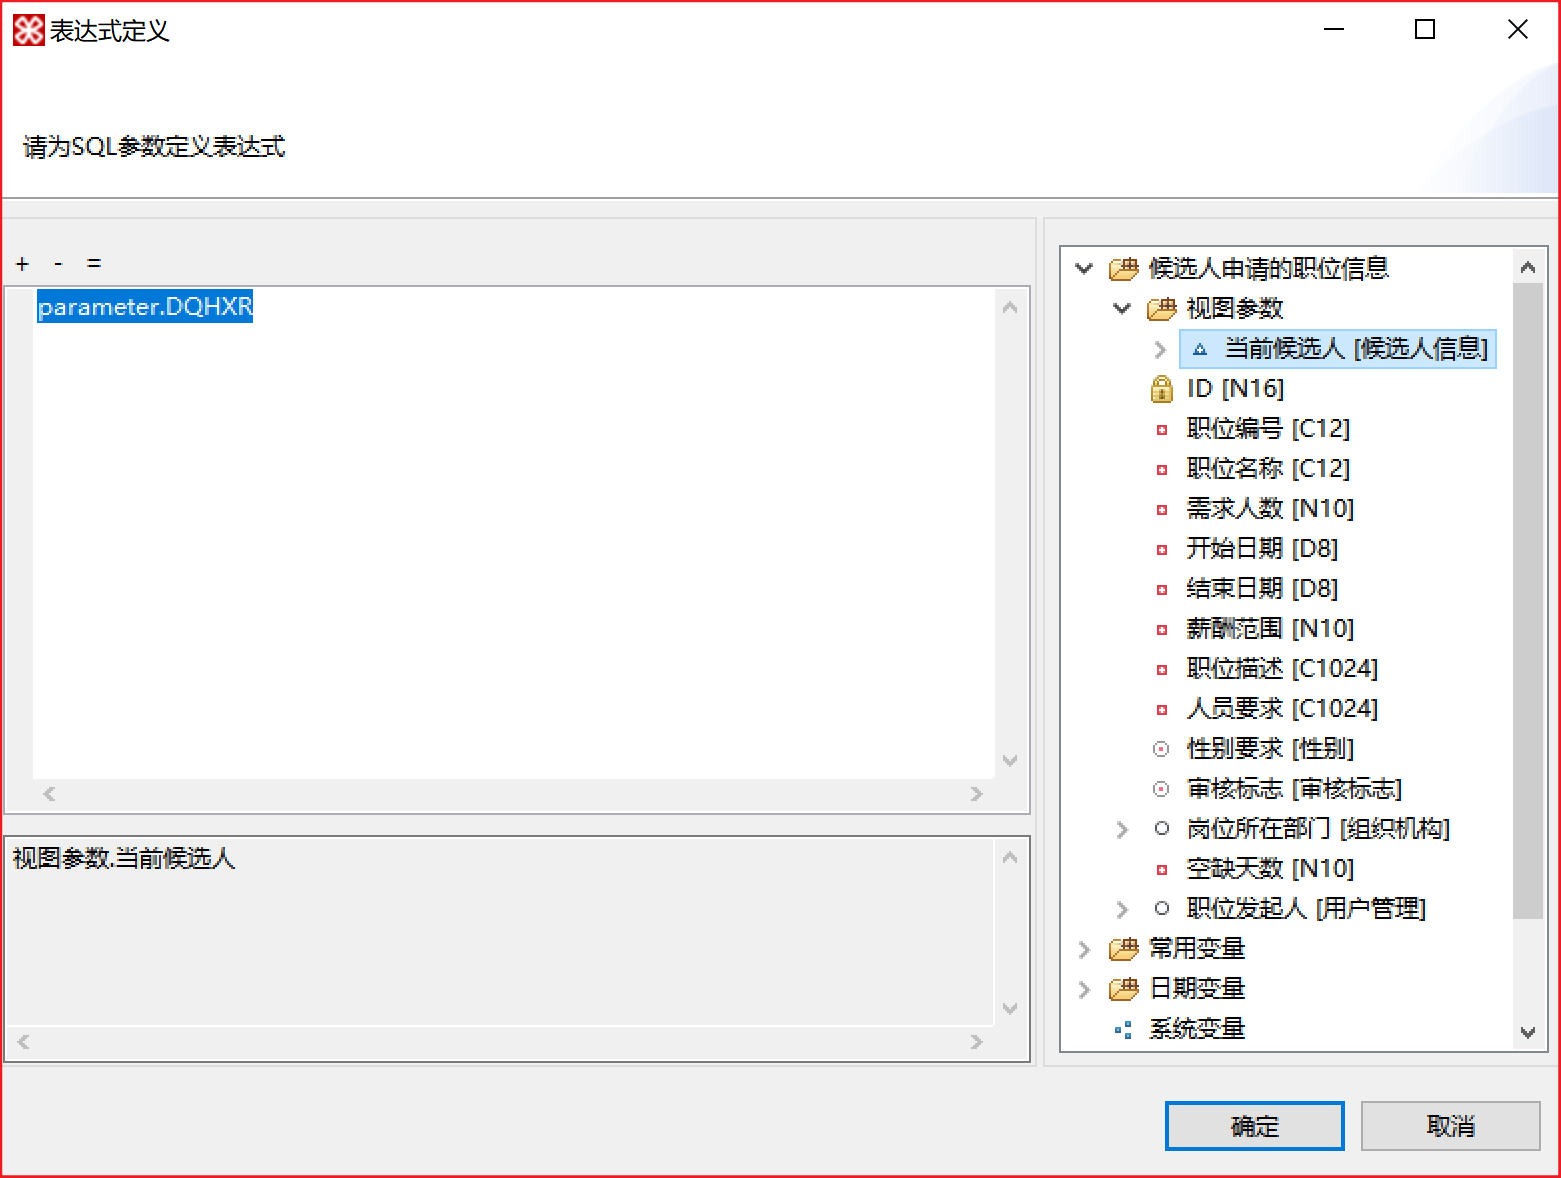 表达式定义
请为SQL参数定义表达式
+ - =
parameter.DQHXR
视图参数.当前候选人
候选人申请的职位信息
视图参数
当前候选人 [候选人信息]
ID [N16]
职位编号 [C12]
职位名称 [C12]
需求人数 [N10]
开始日期 [D8]
结束日期 [D8]
薪酬范围 [N10]
职位描述 [C1024]
人员要求 [C1024]
性别要求 [性别]
审核标志 [审核标志]
岗位所在部门 [组织机构]
空缺天数 [N10]
职位发起人 [用户管理]
常用变量
日期变量
系统变量
确定 取消